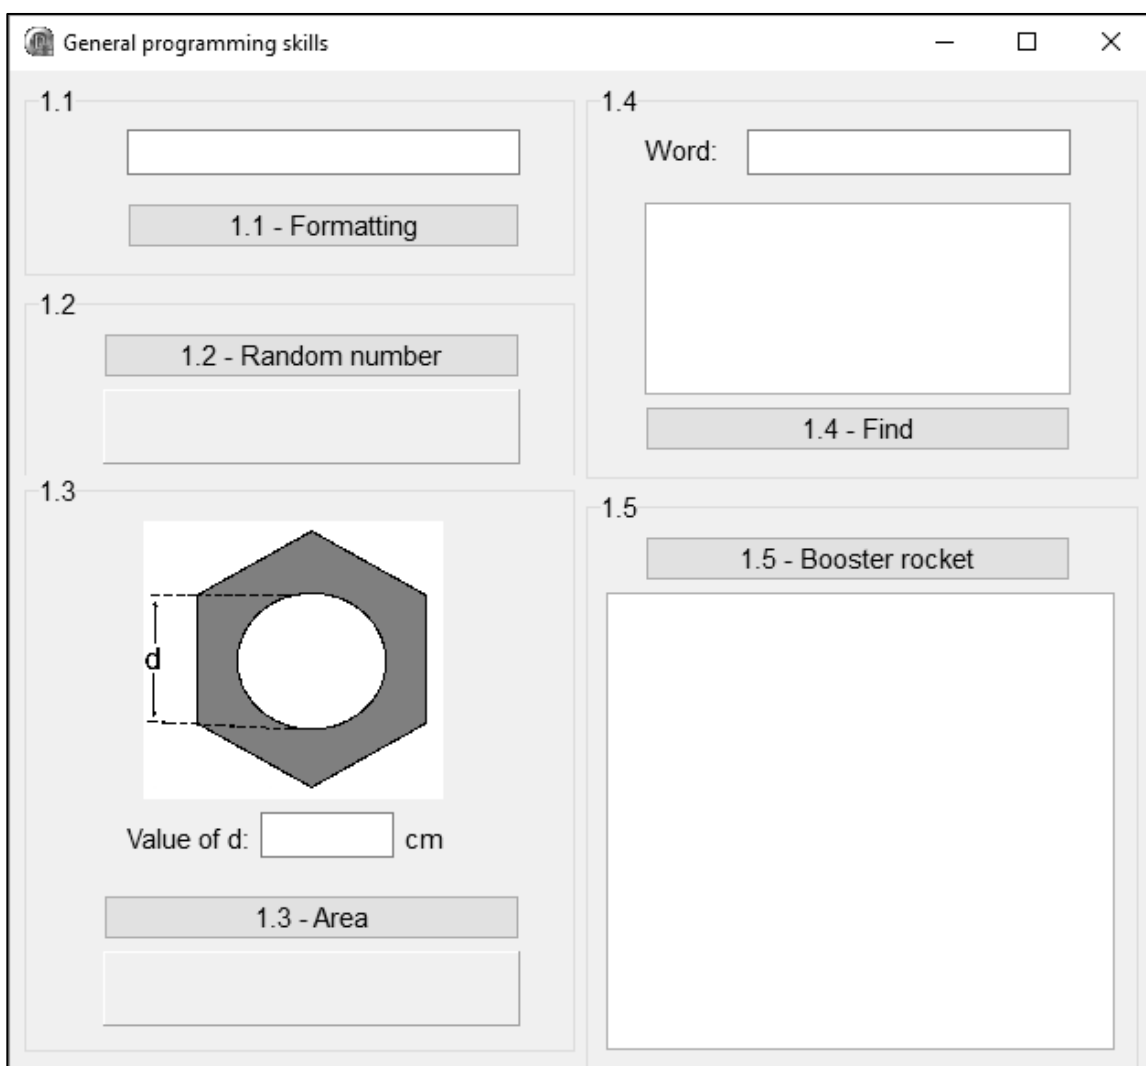 General programming skills
1.1
1.1 - Formatting
1.2
1.2 - Random number
1.3
d
Value of d:
cm
1.3 - Area
1.4
Word:
1.4 - Find
1.5
1.5 - Booster rocket